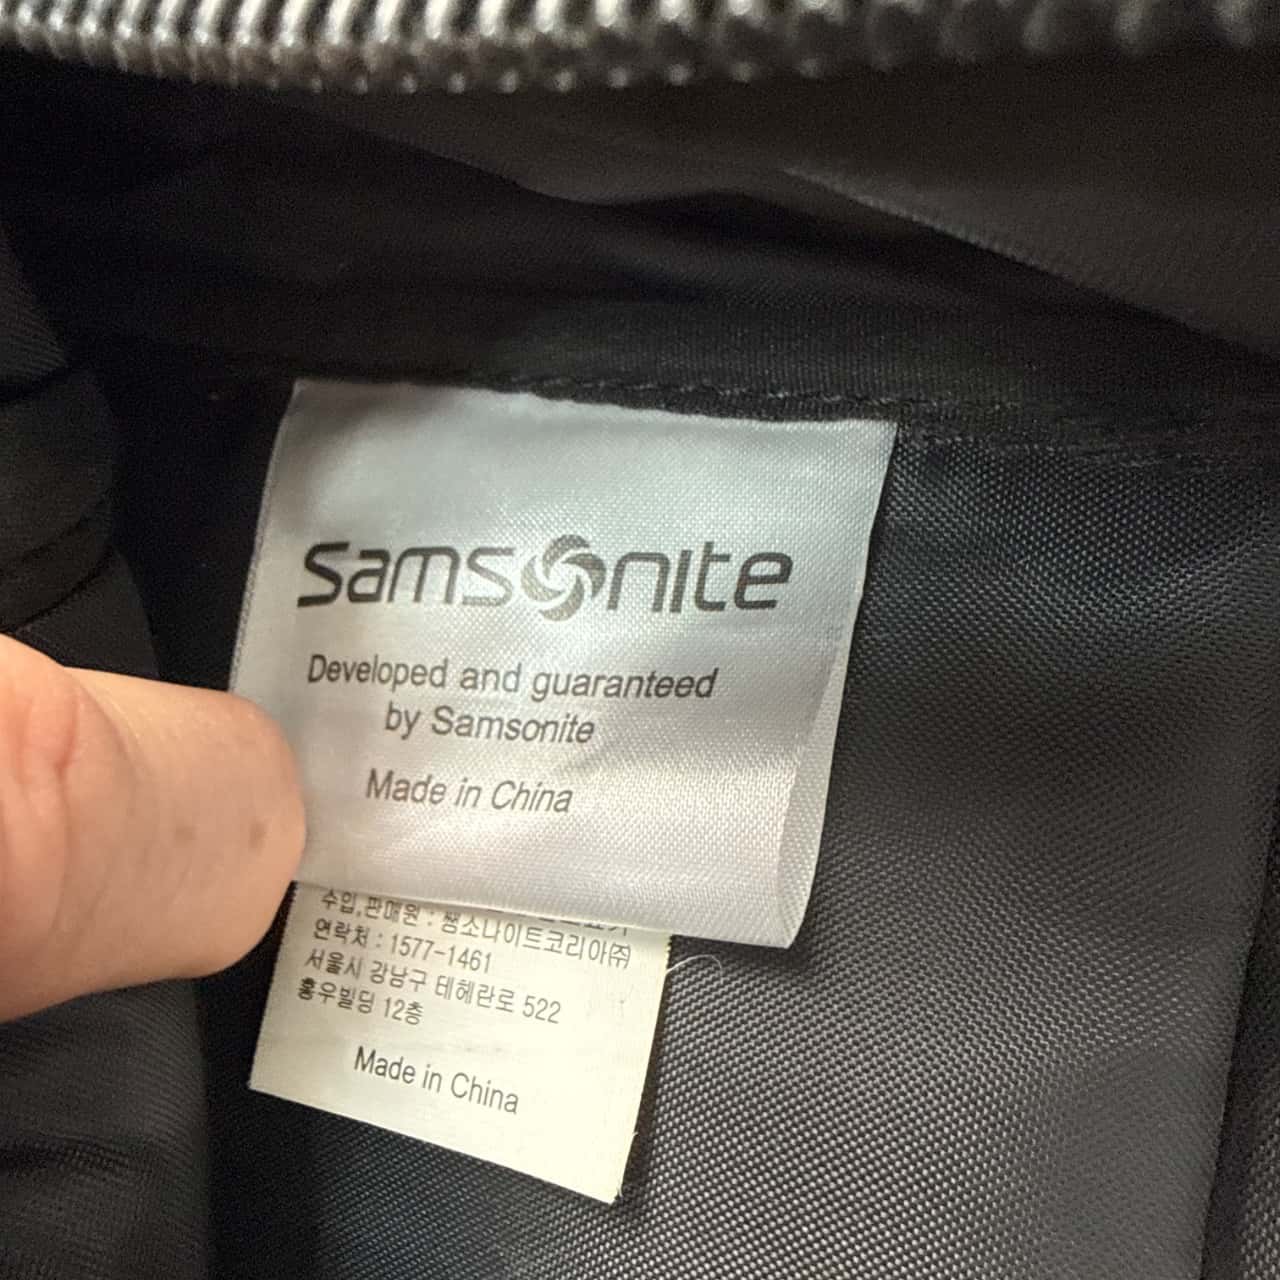 Samsonite
Developed and guaranteed
by Samsonite
Made in China
수입,판매원 : 쌤소나이트코리아㈜
연락처 : 1577-1461
서울시 강남구 테헤란로 522
홍우빌딩 12층
Made in China